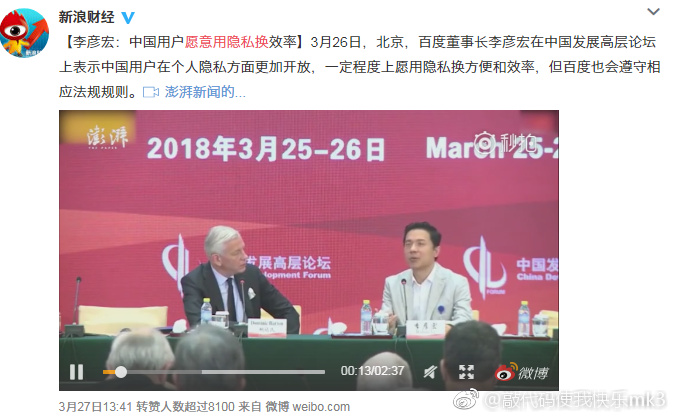 新浪财经
【李彦宏：中国用户愿意用隐私换效率】3月26日，北京，百度董事长李彦宏在中国发展高层论坛
上表示中国用户在个人隐私方面更加开放，一定程度上愿用隐私换方便和效率，但百度也会遵守相
应法规规则。澎湃新闻的...
澎湃
THE PAPER
秒拍
2018年3月25-26日 March 25-2
发展高层论坛
elopment Forum
中国发
China De
李彦宏
00:13/02:37
微博
3月27日13:41 转赞人数超过8100 来自 微博 weibo.com
@敲代码使我快乐mk3